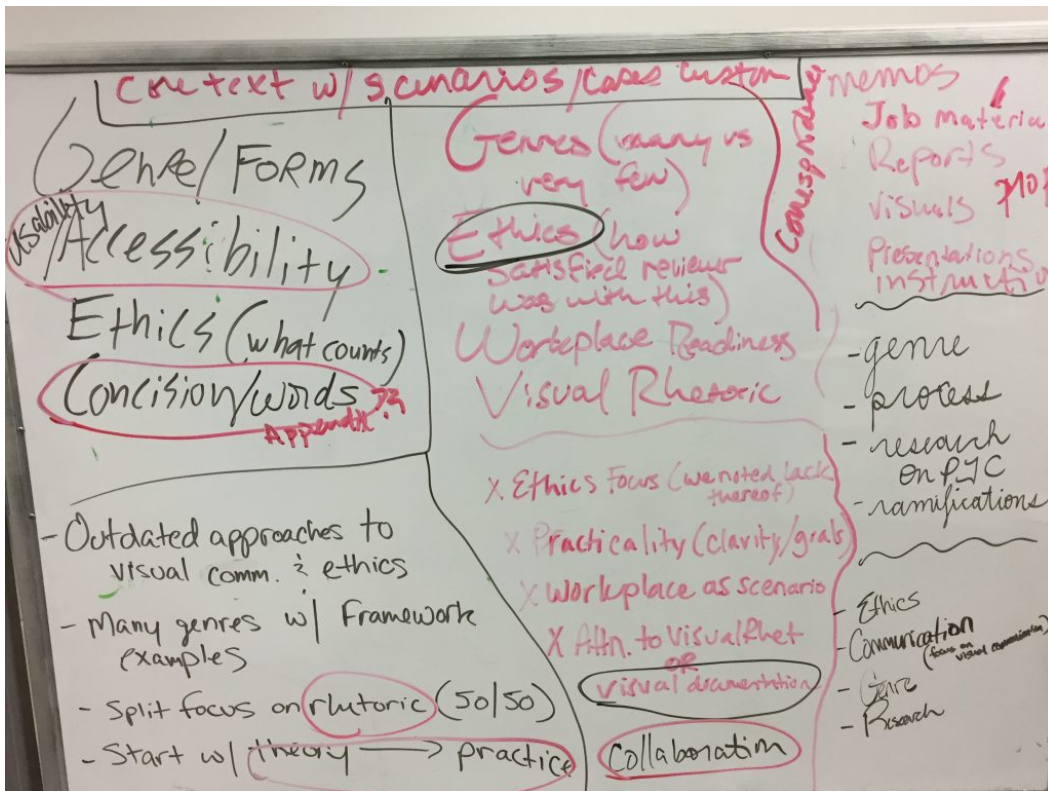 Context w/ scenarios/cases custom
Genre/Forms
usability/Accessibility
Ethics (what counts)
Concision/words ??
Appendix
Genres (many vs
very few)
Ethics (how
satisfied reviewer
was with this)
Workplace Readiness
Visual Rhetoric
Correspondence
memos
Job materia
Reports
Visuals
Presentations
instructio
- genre
- process
- research
on PTC
- ramifications
- Outdated approaches to
visual comm. & ethics
- Many genres w/ Framework
examples
- Split focus on rhetoric (50/50)
- Start w/ theory → practice
X Ethics Focus (we noted lack
thereof)
X Practicality (clarity/goals)
X Workplace as scenario
X Attn. to Visual Rhet
OR
visual documentation
Collaboration
- Ethics
- Communication
(focus on
visual communication)
- Genre
- Research